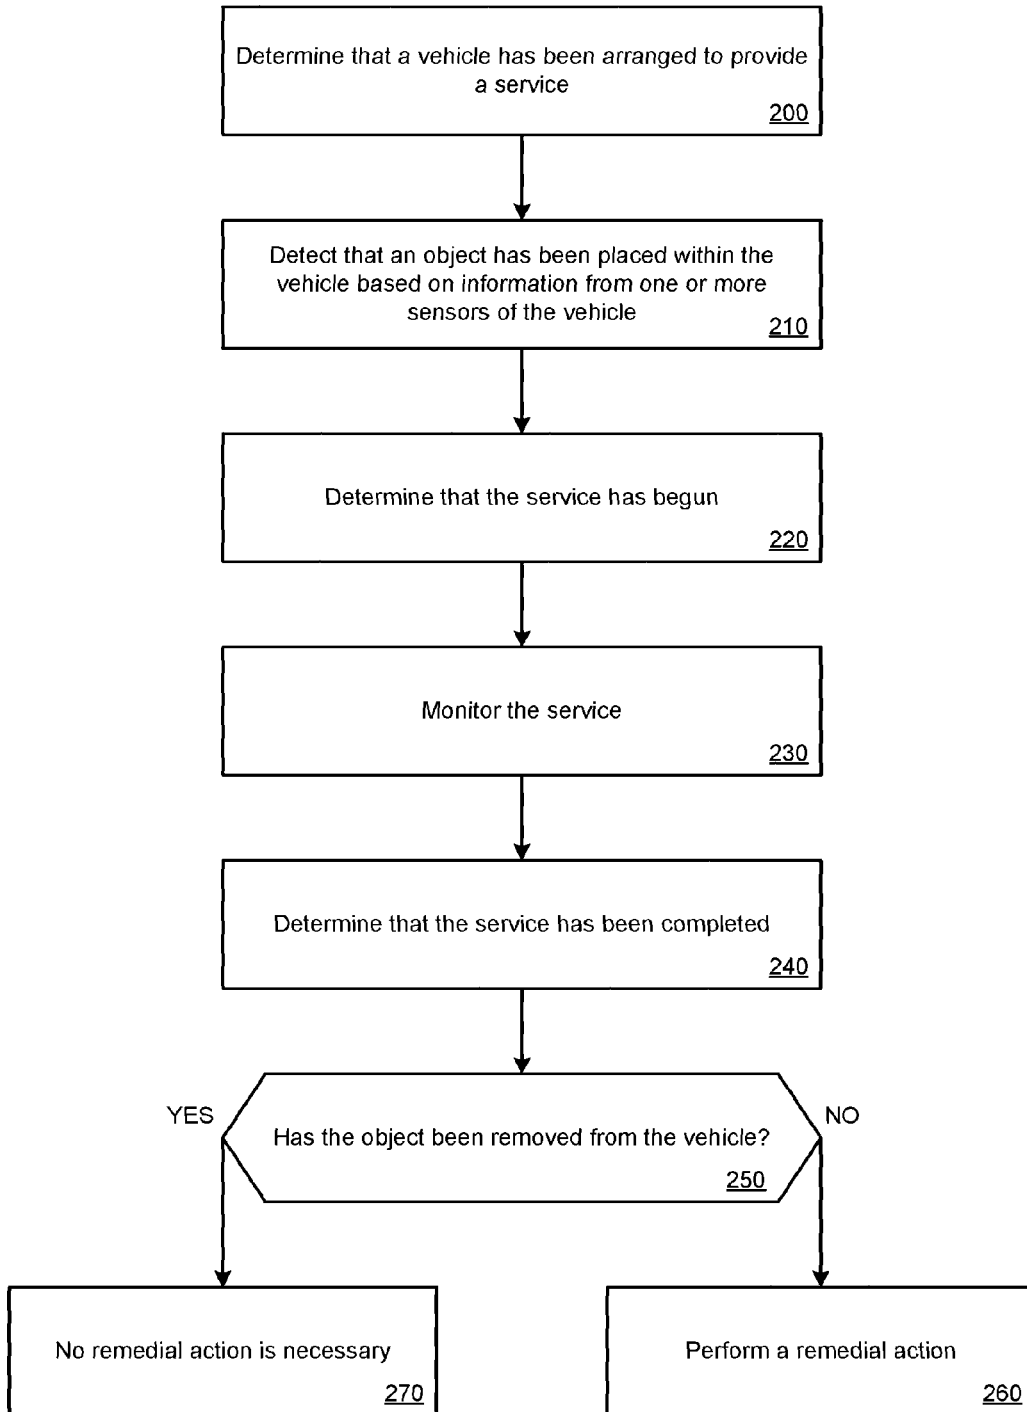 Determine that a vehicle has been arranged to provide
a service
200
Detect that an object has been placed within the
vehicle based on information from one or more
sensors of the vehicle
210
Determine that the service has begun
220
Monitor the service
230
Determine that the service has been completed
240
YES
NO
Has the object been removed from the vehicle?
250
No remedial action is necessary
270
Perform a remedial action
260